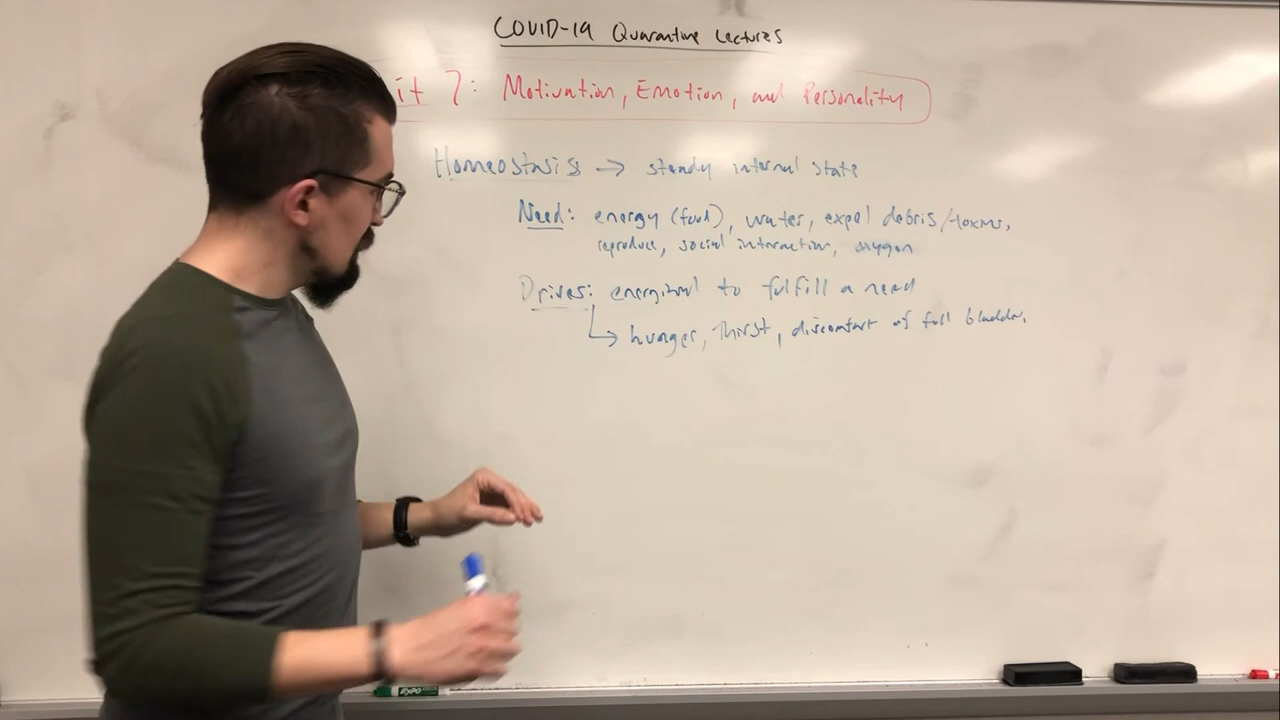 COVID-19 Quarantine Lectures
it 7: Motivation, Emotion, and Personality
Homeostasis → steady internal state
Need: energy (food), water, expel debris/toxins,
reproduce, social interaction, oxygen
Drives: energized to fulfill a need
↳ hunger, thirst, discomfort of full bladder,
EXPO